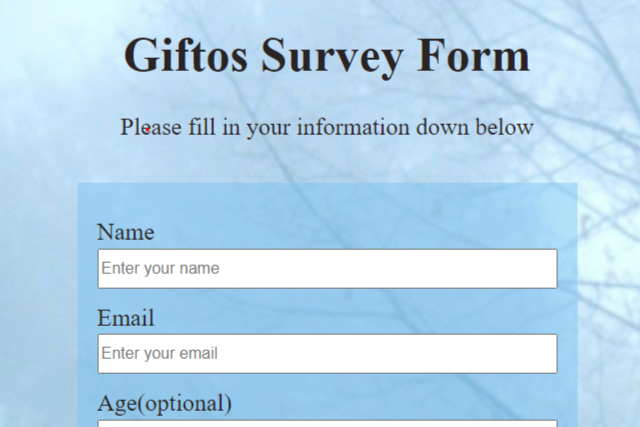 Giftos Survey Form
Please fill in your information down below
Name
Enter your name
Email
Enter your email
Age(optional)